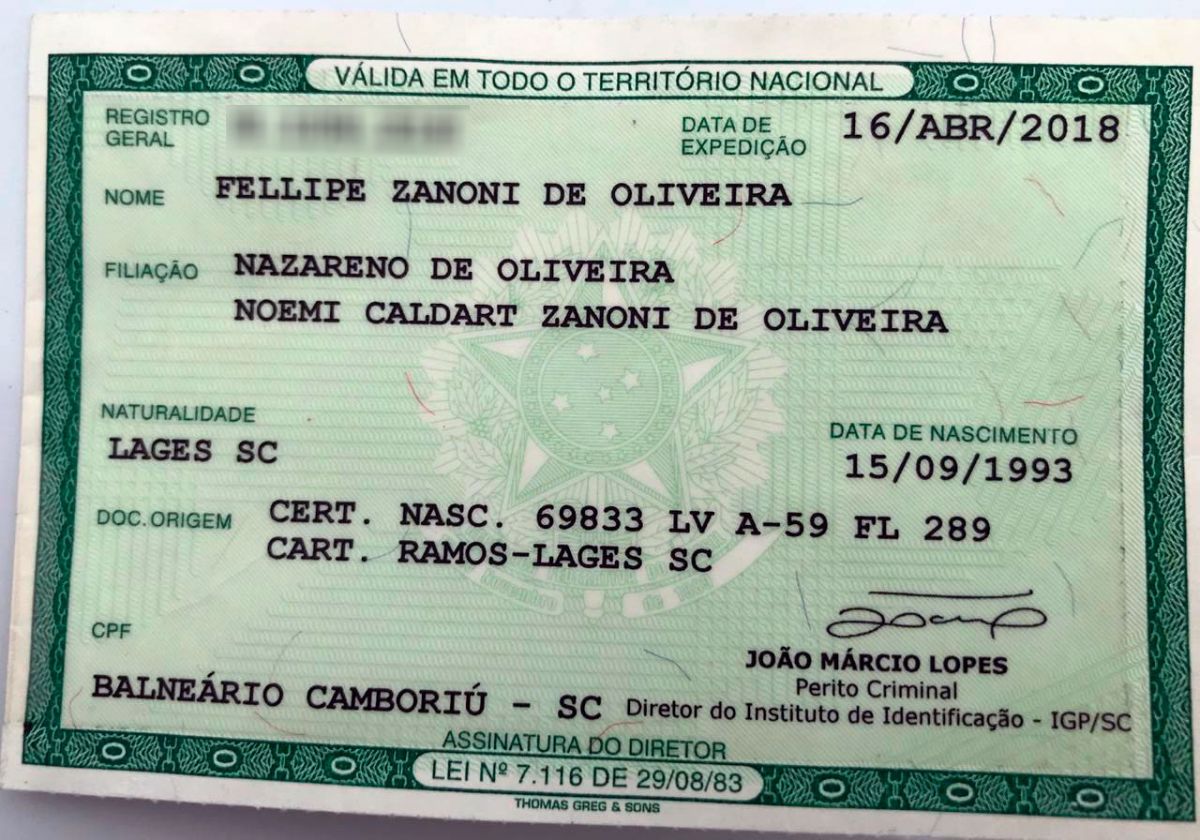 VÁLIDA EM TODO O TERRITÓRIO NACIONAL
REGISTRO
GERAL
DATA DE
EXPEDIÇÃO
16/ABR/2018
NOME
FELLIPE ZANONI DE OLIVEIRA
FILIAÇÃO
NAZARENO DE OLIVEIRA
NOEMI CALDART ZANONI DE OLIVEIRA
NATURALIDADE
LAGES SC
DATA DE NASCIMENTO
15/09/1993
DOC. ORIGEM
CERT. NASC. 69833 LV A-59 FL 289
CART. RAMOS-LAGES SC
CPF
BALNEÁRIO CAMBORIÚ - SC
JOÃO MÁRCIO LOPES
Perito Criminal
Diretor do Instituto de Identificação - IGP/SC
ASSINATURA DO DIRETOR
LEI Nº 7.116 DE 29/08/83
THOMAS GREG & SONS